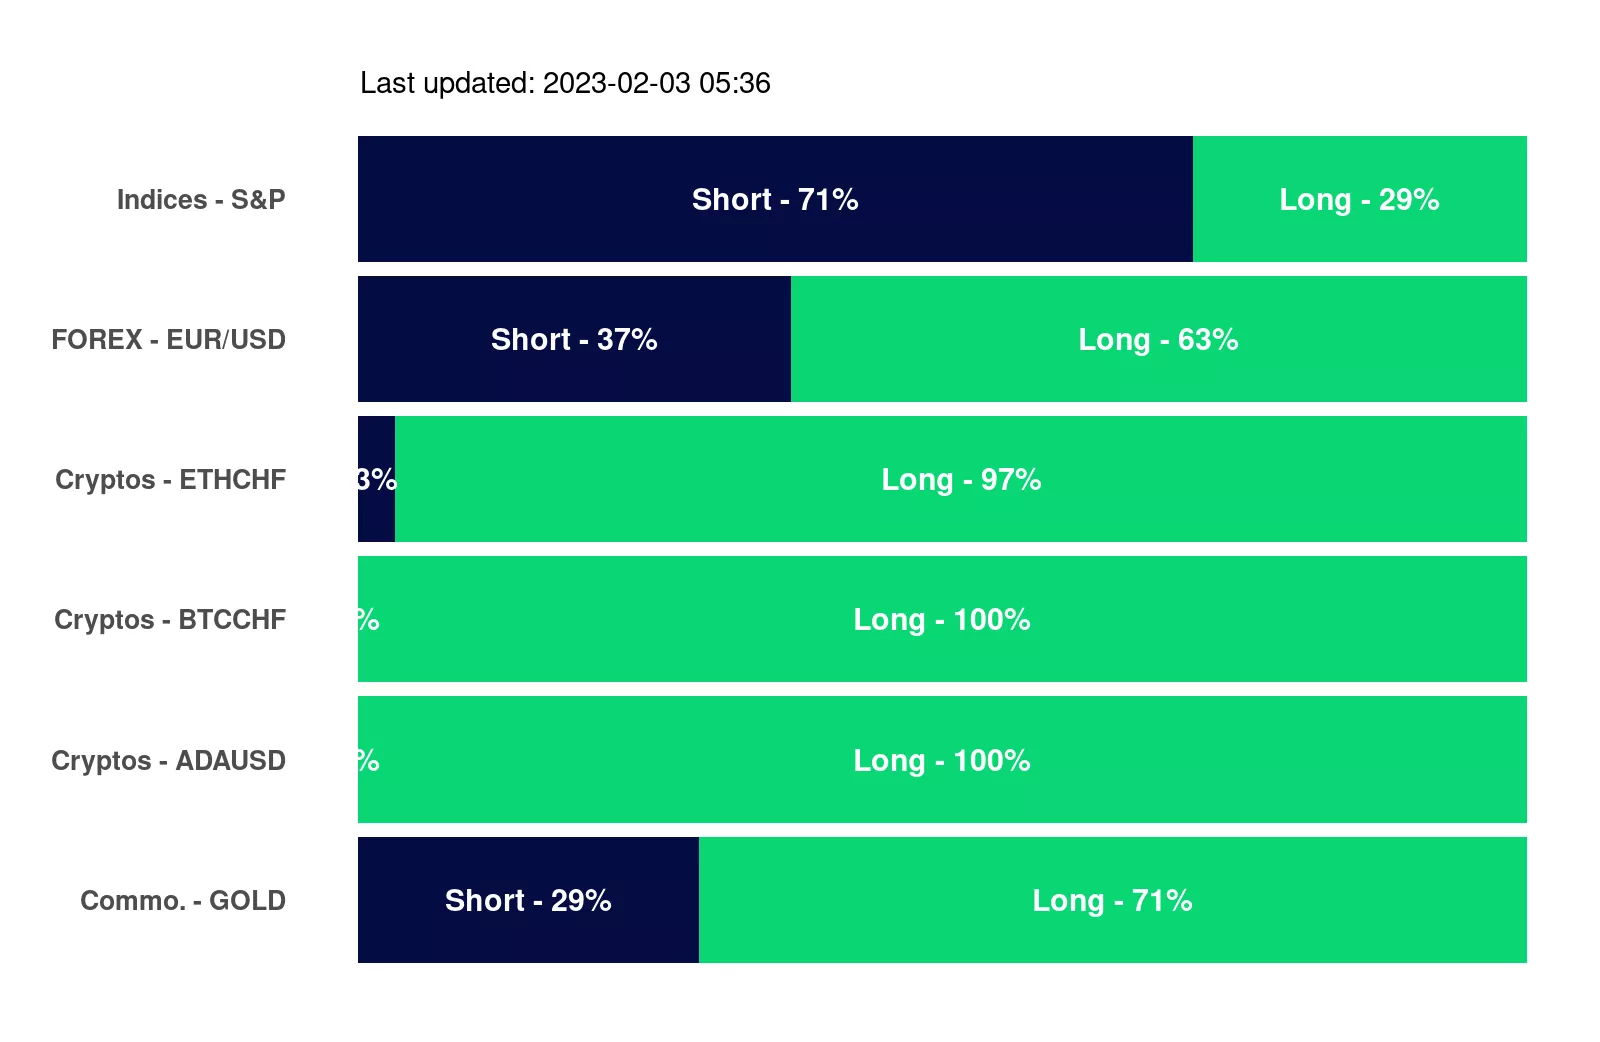 Last updated: 2023-02-03 05:36
Indices - S&P Short - 71% Long - 29%
FOREX - EUR/USD Short - 37% Long - 63%
Cryptos - ETHCHF 3% Long - 97%
Cryptos - BTCCHF % Long - 100%
Cryptos - ADAUSD % Long - 100%
Commo. - GOLD Short - 29% Long - 71%